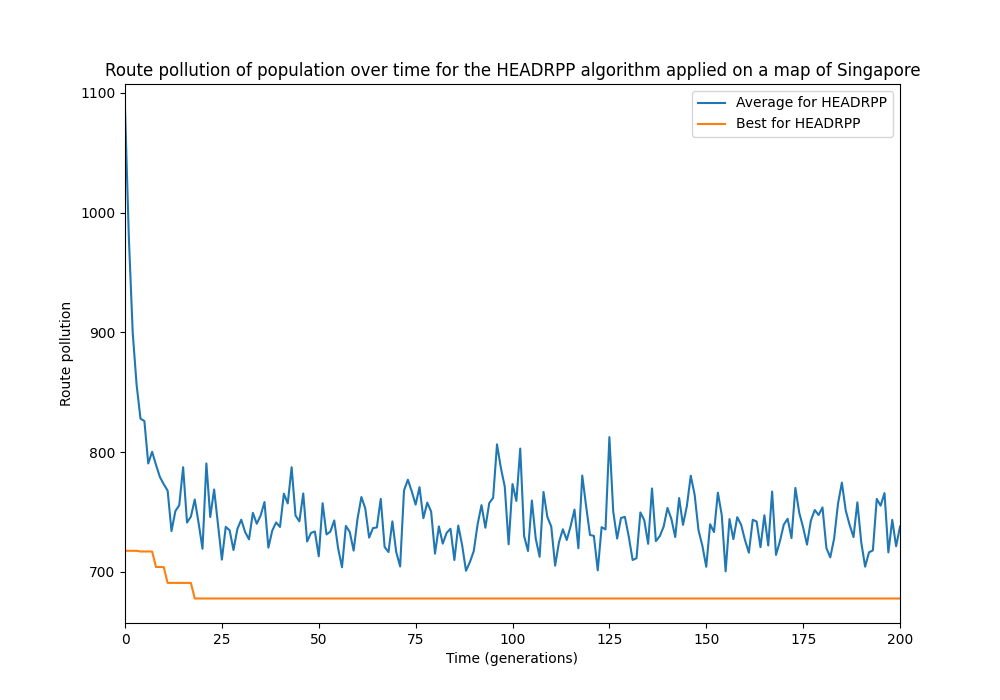 Route pollution of population over time for the HEADRPP algorithm applied on a map of Singapore
1100
1000
900
800
700
Route pollution
Average for HEADRPP
Best for HEADRPP
0 25 50 75 100 125 150 175 200
Time (generations)